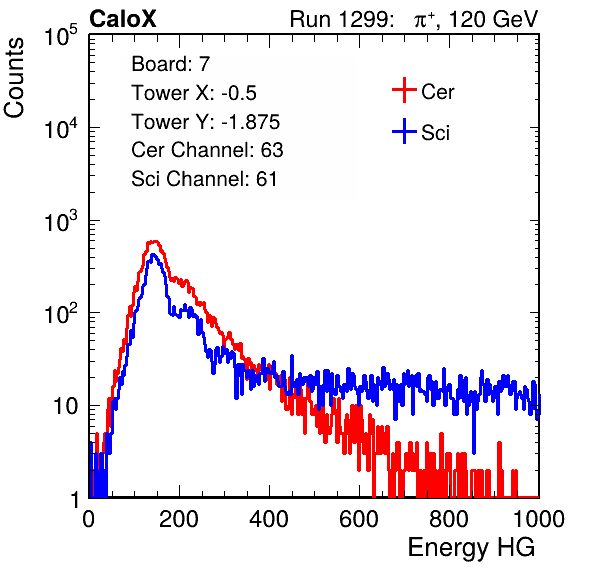 CaloX Run 1299: π⁺, 120 GeV
Counts
Board: 7
Tower X: -0.5
Tower Y: -1.875
Cer Channel: 63
Sci Channel: 61
Cer
Sci
10⁵
10⁴
10³
10²
10
1
0 200 400 600 800 1000
Energy HG